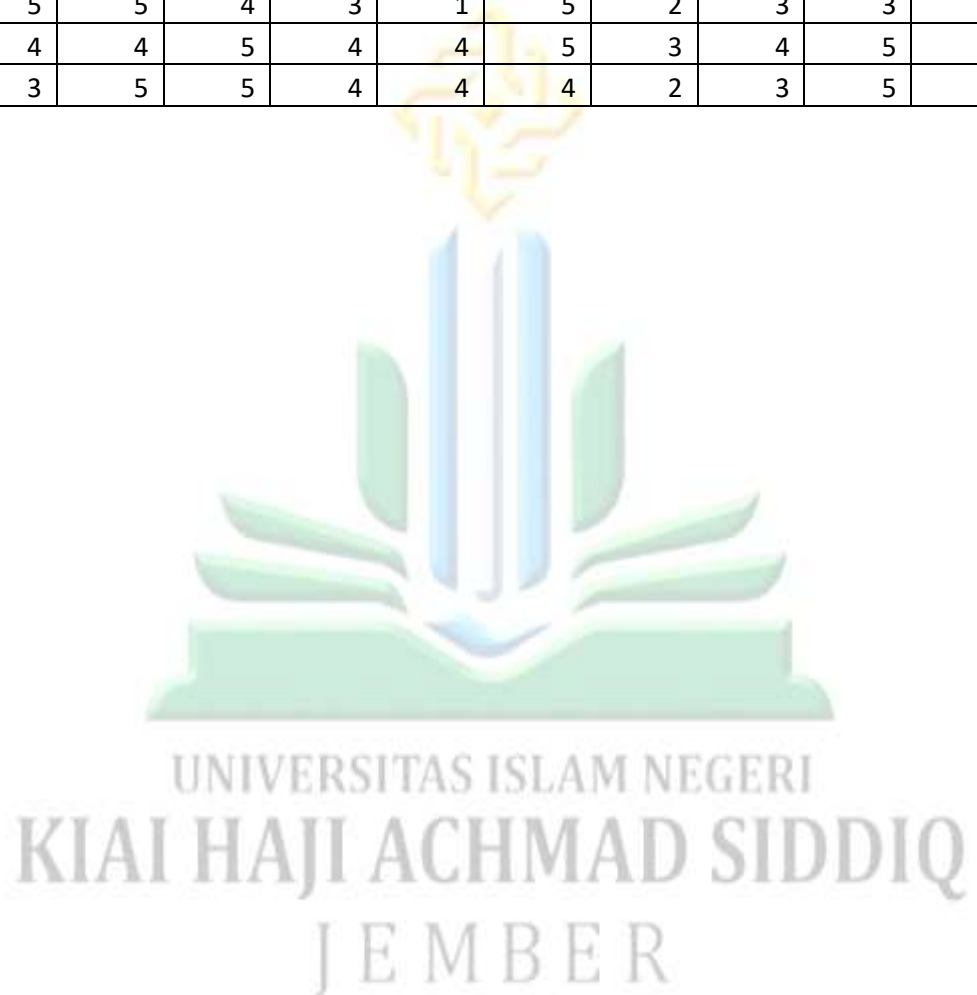 5 5 4 3 1 5 2 3 3
4 4 5 4 4 5 3 4 5
3 5 5 4 4 4 2 3 5
UNIVERSITAS ISLAM NEGERI
KIAI HAJI ACHMAD SIDDIQ
JEMBER